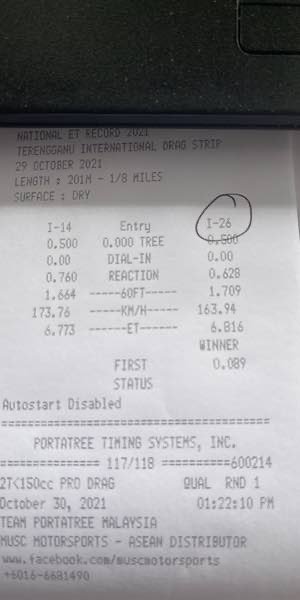 NATIONAL ET RECORD 2021
TERENGGANU INTERNATIONAL DRAG STRIP
29 OCTOBER 2021
LENGTH : 201M - 1/8 MILES
SURFACE : DRY
I-14 Entry I-26
0.500 0.000 TREE 0.500
0.00 DIAL-IN 0.00
0.760 REACTION 0.628
1.664 -----60FT----- 1.709
173.76 -----KM/H----- 163.94
6.773 ------ET------ 6.816
WINNER
FIRST 0.089
STATUS
Autostart Disabled
=======================================
PORTATREE TIMING SYSTEMS, INC.
============== 117/118 ==========600214
2T<150cc PRO DRAG QUAL RND 1
October 30, 2021 01:22:10 PM
TEAM PORTATREE MALAYSIA
MUSC MOTORSPORTS - ASEAN DISTRIBUTOR
www.facebook.com/muscmotorsports
+6016-6681490